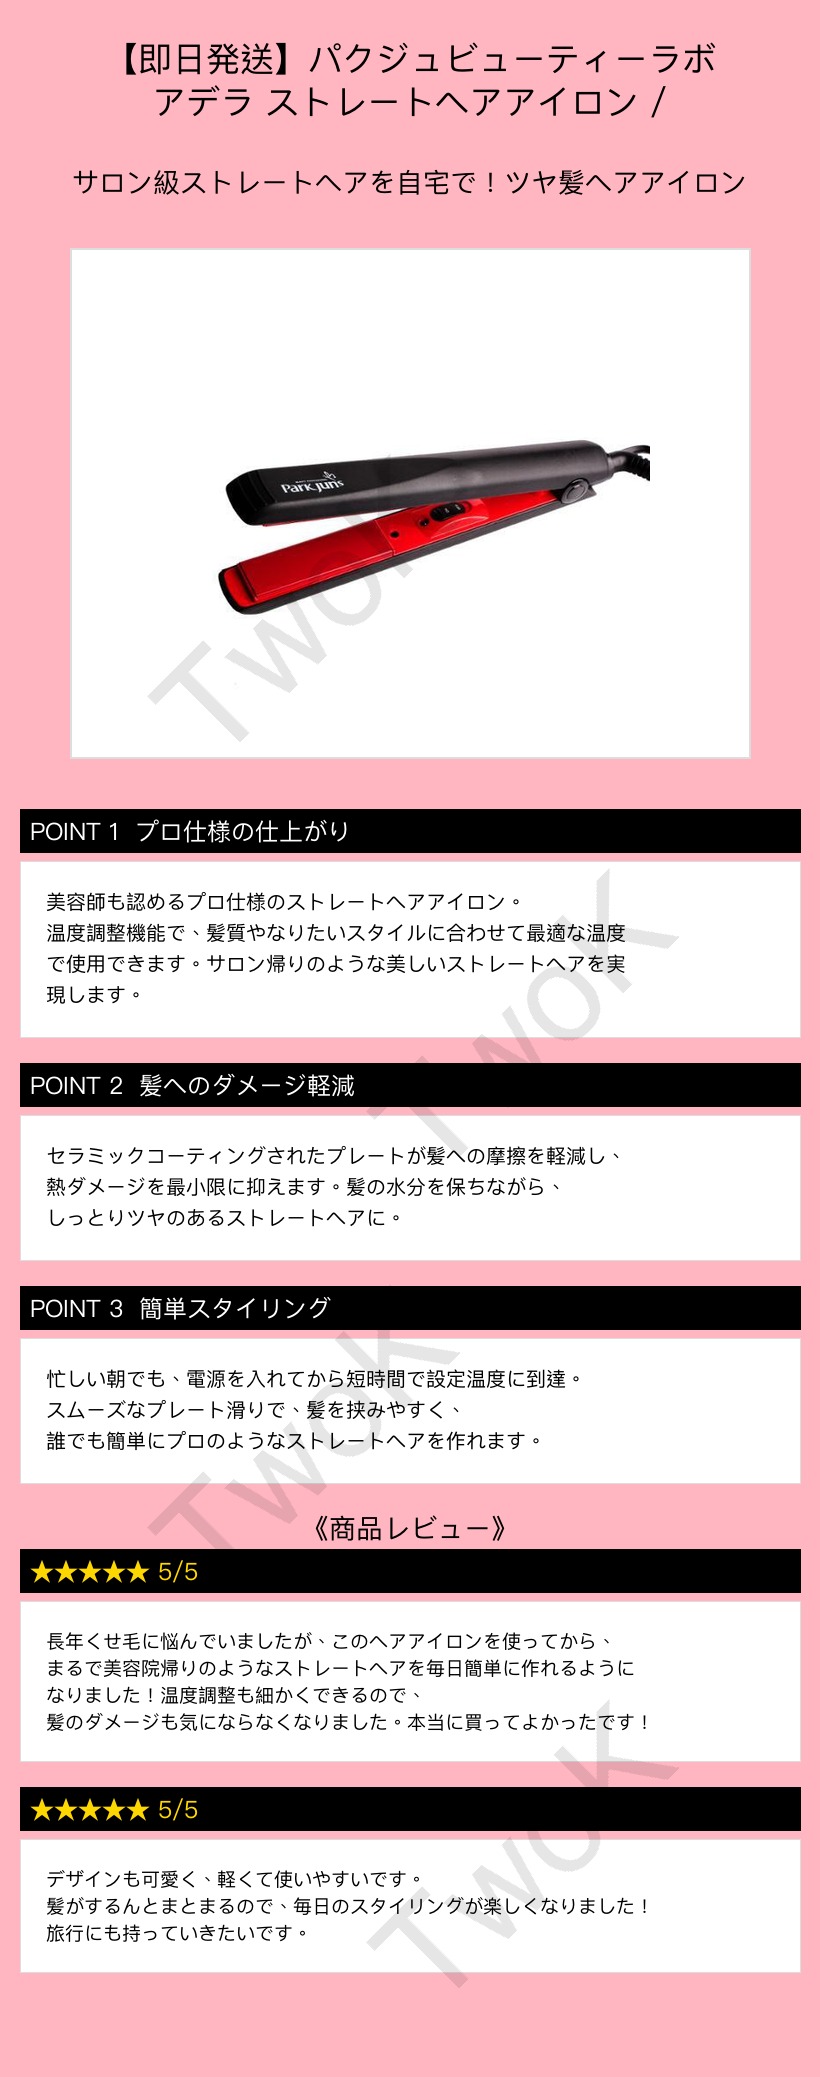 【即日発送】パクジュビューティーラボ
アデラ ストレートヘアアイロン /
サロン級ストレートヘアを自宅で！ツヤ髪ヘアアイロン
Parkjuns
TwoK
POINT 1 プロ仕様の仕上がり
美容師も認めるプロ仕様のストレートヘアアイロン。
温度調整機能で、髪質やなりたいスタイルに合わせて最適な温度
で使用できます。サロン帰りのような美しいストレートヘアを実
現します。
TwoK
POINT 2 髪へのダメージ軽減
セラミックコーティングされたプレートが髪への摩擦を軽減し、
熱ダメージを最小限に抑えます。髪の水分を保ちながら、
しっとりツヤのあるストレートヘアに。
POINT 3 簡単スタイリング
忙しい朝でも、電源を入れてから短時間で設定温度に到達。
スムーズなプレート滑りで、髪を挟みやすく、
誰でも簡単にプロのようなストレートヘアを作れます。
TwoK
《商品レビュー》
★★★★★ 5/5
長年くせ毛に悩んでいましたが、このヘアアイロンを使ってから、
まるで美容院帰りのようなストレートヘアを毎日簡単に作れるように
なりました！温度調整も細かくできるので、
髪のダメージも気にならなくなりました。本当に買ってよかったです！
★★★★★ 5/5
デザインも可愛く、軽くて使いやすいです。
髪がするんとまとまるので、毎日のスタイリングが楽しくなりました！
旅行にも持っていきたいです。
TwoK